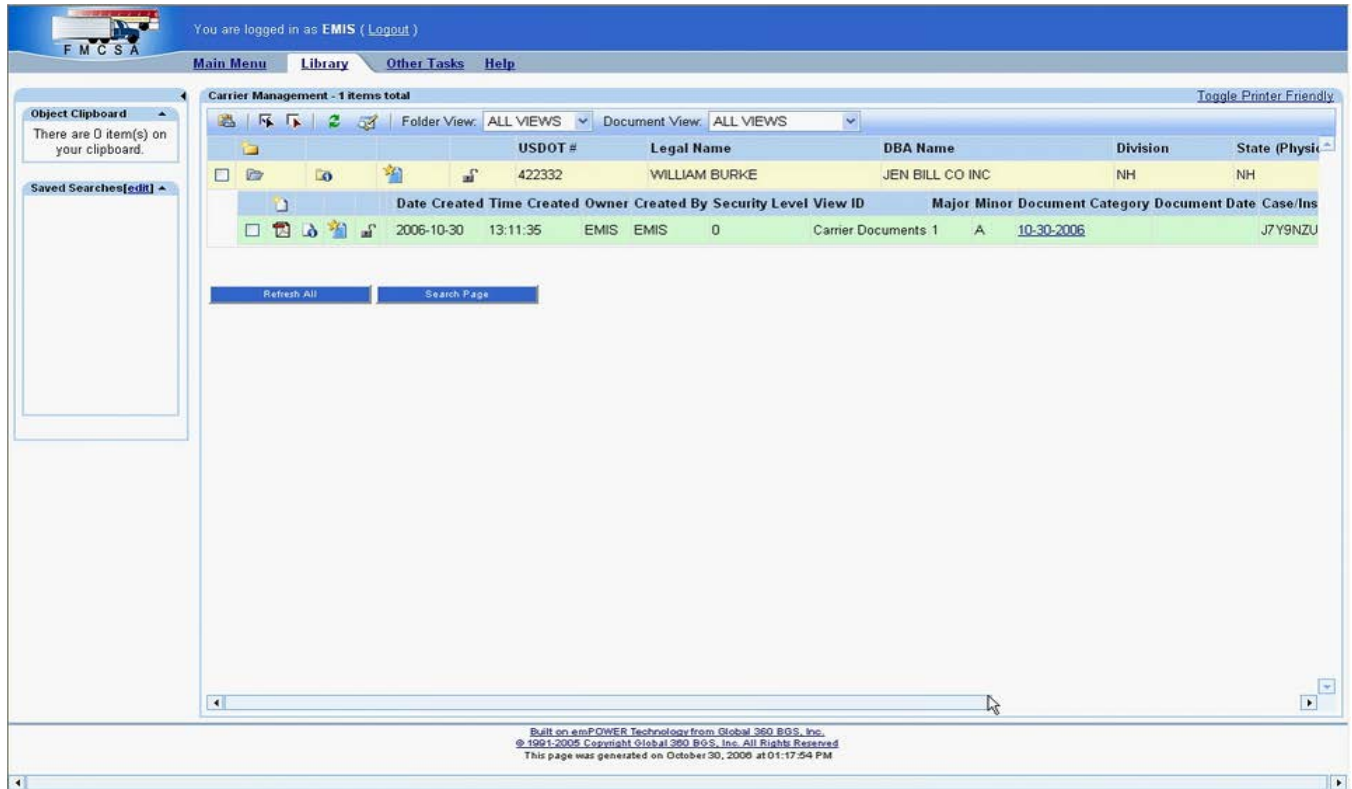 You are logged in as EMIS ( Logout )
FMCSA
Main Menu Library Other Tasks Help
Carrier Management - 1 items total Toggle Printer Friendly
Object Clipboard
There are 0 item(s) on
your clipboard.
Saved Searches[edit]
Folder View: ALL VIEWS Document View: ALL VIEWS
USDOT # Legal Name DBA Name Division State (Physic
422332 WILLIAM BURKE JEN BILL CO INC NH NH
Date Created Time Created Owner Created By Security Level View ID Major Minor Document Category Document Date Case/Ins
2006-10-30 13:11:35 EMIS EMIS 0 Carrier Documents 1 A 10-30-2006 J7Y9NZU
Refresh All Search Page
Built on emPOWER Technology from Global 360 BGS, Inc.
© 1991-2005 Copyright Global 360 BGS, Inc. All Rights Reserved
This page was generated on October 30, 2006 at 01:17:54 PM